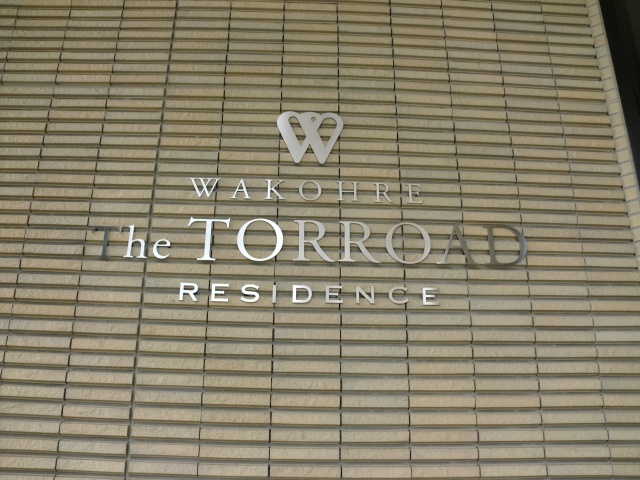 W
WAKOHRE
The TORROAD
RESIDENCE